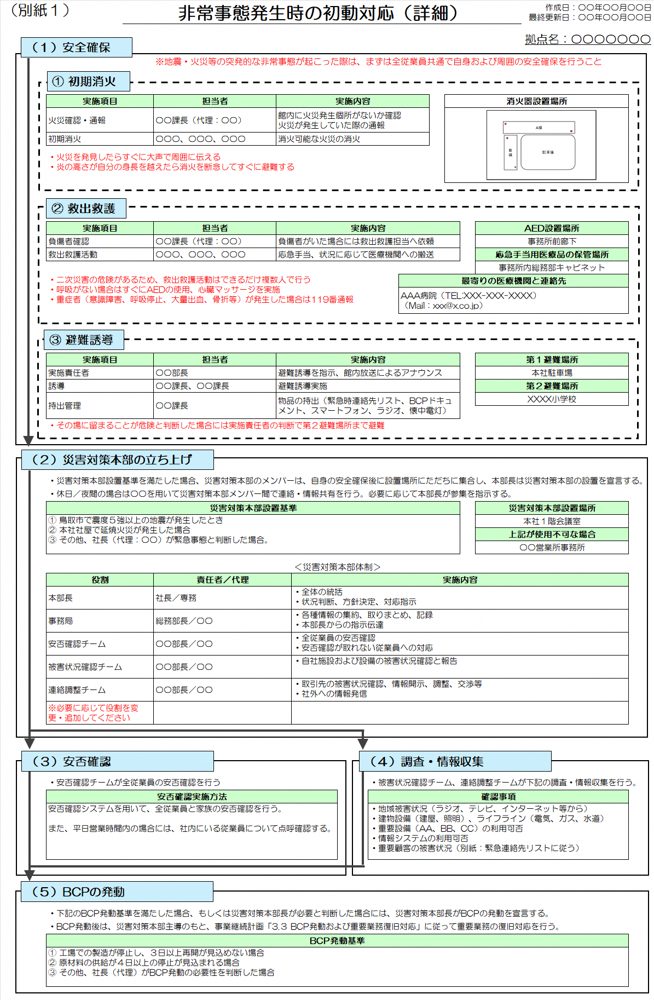 （別紙１）
非常事態発生時の初動対応（詳細）
作成日：〇〇年〇〇月〇〇日
最終更新日：〇〇年〇〇月〇〇日
拠点名：〇〇〇〇〇〇〇
（１）安全確保
※地震・火災等の突発的な非常事態が起こった際は、まずは全従業員共通で自身および周囲の安全確保を行うこと
① 初期消火
実施項目 担当者 実施内容
火災確認・通報 〇〇課長（代理：〇〇） 館内に火災発生個所がないか確認
火災が発生していた際の通報
初期消火 〇〇〇、〇〇〇、〇〇〇 消火可能な火災の消火
・火災を発見したらすぐに大声で周囲に伝える
・炎の高さが自分の身長を越えたら消火を断念してすぐに避難する
消火器設置場所
A棟
B棟
駐車場
② 救出救護
実施項目 担当者 実施内容
負傷者確認 〇〇課長（代理：〇〇） 負傷者がいた場合には救出救護担当へ依頼
救出救護活動 〇〇〇、〇〇〇、〇〇〇 応急手当、状況に応じて医療機関への搬送
・二次災害の危険があるため、救出救護活動はできるだけ複数人で行う
・呼吸がない場合はすぐにAEDの使用、心臓マッサージを実施
・重症者（意識障害、呼吸停止、大量出血、骨折等）が発生した場合は119番通報
AED設置場所
事務所前廊下
応急手当用医療品の保管場所
事務所内総務部キャビネット
最寄りの医療機関と連絡先
AAA病院（TEL:XXX-XXX-XXXX）
（Mail：xxx@x.co.jp）
③ 避難誘導
実施項目 担当者 実施内容
実施責任者 〇〇部長 避難誘導を指示、館内放送によるアナウンス
誘導 〇〇課長、〇〇課長 避難誘導実施
持出管理 〇〇課長 物品の持出（緊急時連絡先リスト、BCPドキュ
メント、スマートフォン、ラジオ、懐中電灯）
・その場に留まることが危険と判断した場合には実施責任者の判断で第２避難場所まで避難
第１避難場所
本社駐車場
第２避難場所
XXXX小学校
（２）災害対策本部の立ち上げ
・災害対策本部設置基準を満たした場合、災害対策本部のメンバーは、自身の安全確保後に設置場所にただちに集合し、本部長は災害対策本部の設置を宣言する。
・休日／夜間の場合は〇〇を用いて災害対策本部メンバー間で連絡・情報共有を行う。必要に応じて本部長が参集を指示する。
災害対策本部設置基準
① 鳥取市で震度５強以上の地震が発生したとき
② 本社社屋で延焼火災が発生した場合
③ その他、社長（代理：〇〇）が緊急事態と判断した場合。
災害対策本部設置場所
本社１階会議室
上記が使用不可な場合
〇〇営業所事務所
＜災害対策本部体制＞
役割 責任者／代理 実施内容
本部長 社長／専務 ・全体の統括
・状況判断、方針決定、対応指示
事務局 総務部長／〇〇 ・各種情報の集約、取りまとめ、記録
・本部長からの指示伝達
安否確認チーム 〇〇部長／〇〇 ・全従業員の安否確認
・安否確認が取れない従業員への対応
被害状況確認チーム 〇〇部長／〇〇 ・自社施設および設備の被害状況確認と報告
連絡調整チーム 〇〇部長／〇〇 ・取引先の被害状況確認、情報開示、調整、交渉等
・社外への情報発信
※必要に応じて役割を変
更・追加してください
（３）安否確認
・安否確認チームが全従業員の安否確認を行う
安否確認実施方法
安否確認システムを用いて、全従業員と家族の安否確認を行う。
また、平日営業時間内の場合には、社内にいる従業員について点呼確認する。
（４）調査・情報収集
・被害状況確認チーム、連絡調整チームが下記の調査・情報収集を行う。
確認事項
・地域被害状況（ラジオ、テレビ、インターネット等から）
・建物設備（建屋、照明）、ライフライン（電気、ガス、水道）
・重要設備（AA、BB、CC）の利用可否
・情報システムの利用可否
・重要顧客の被害状況（別紙：緊急連絡先リストに従う）
（５）BCPの発動
・下記のBCP発動基準を満たした場合、もしくは災害対策本部長が必要と判断した場合には、災害対策本部長がBCPの発動を宣言する。
・BCP発動後は、災害対策本部主導のもと、事業継続計画「3.3 BCP発動および重要業務復旧対応」に従って重要業務の復旧対応を行う。
BCP発動基準
① 工場での製造が停止し、３日以上再開が見込めない場合
② 原材料の供給が４日以上の停止が見込まれる場合
③ その他、社長（代理）がBCP発動の必要性を判断した場合